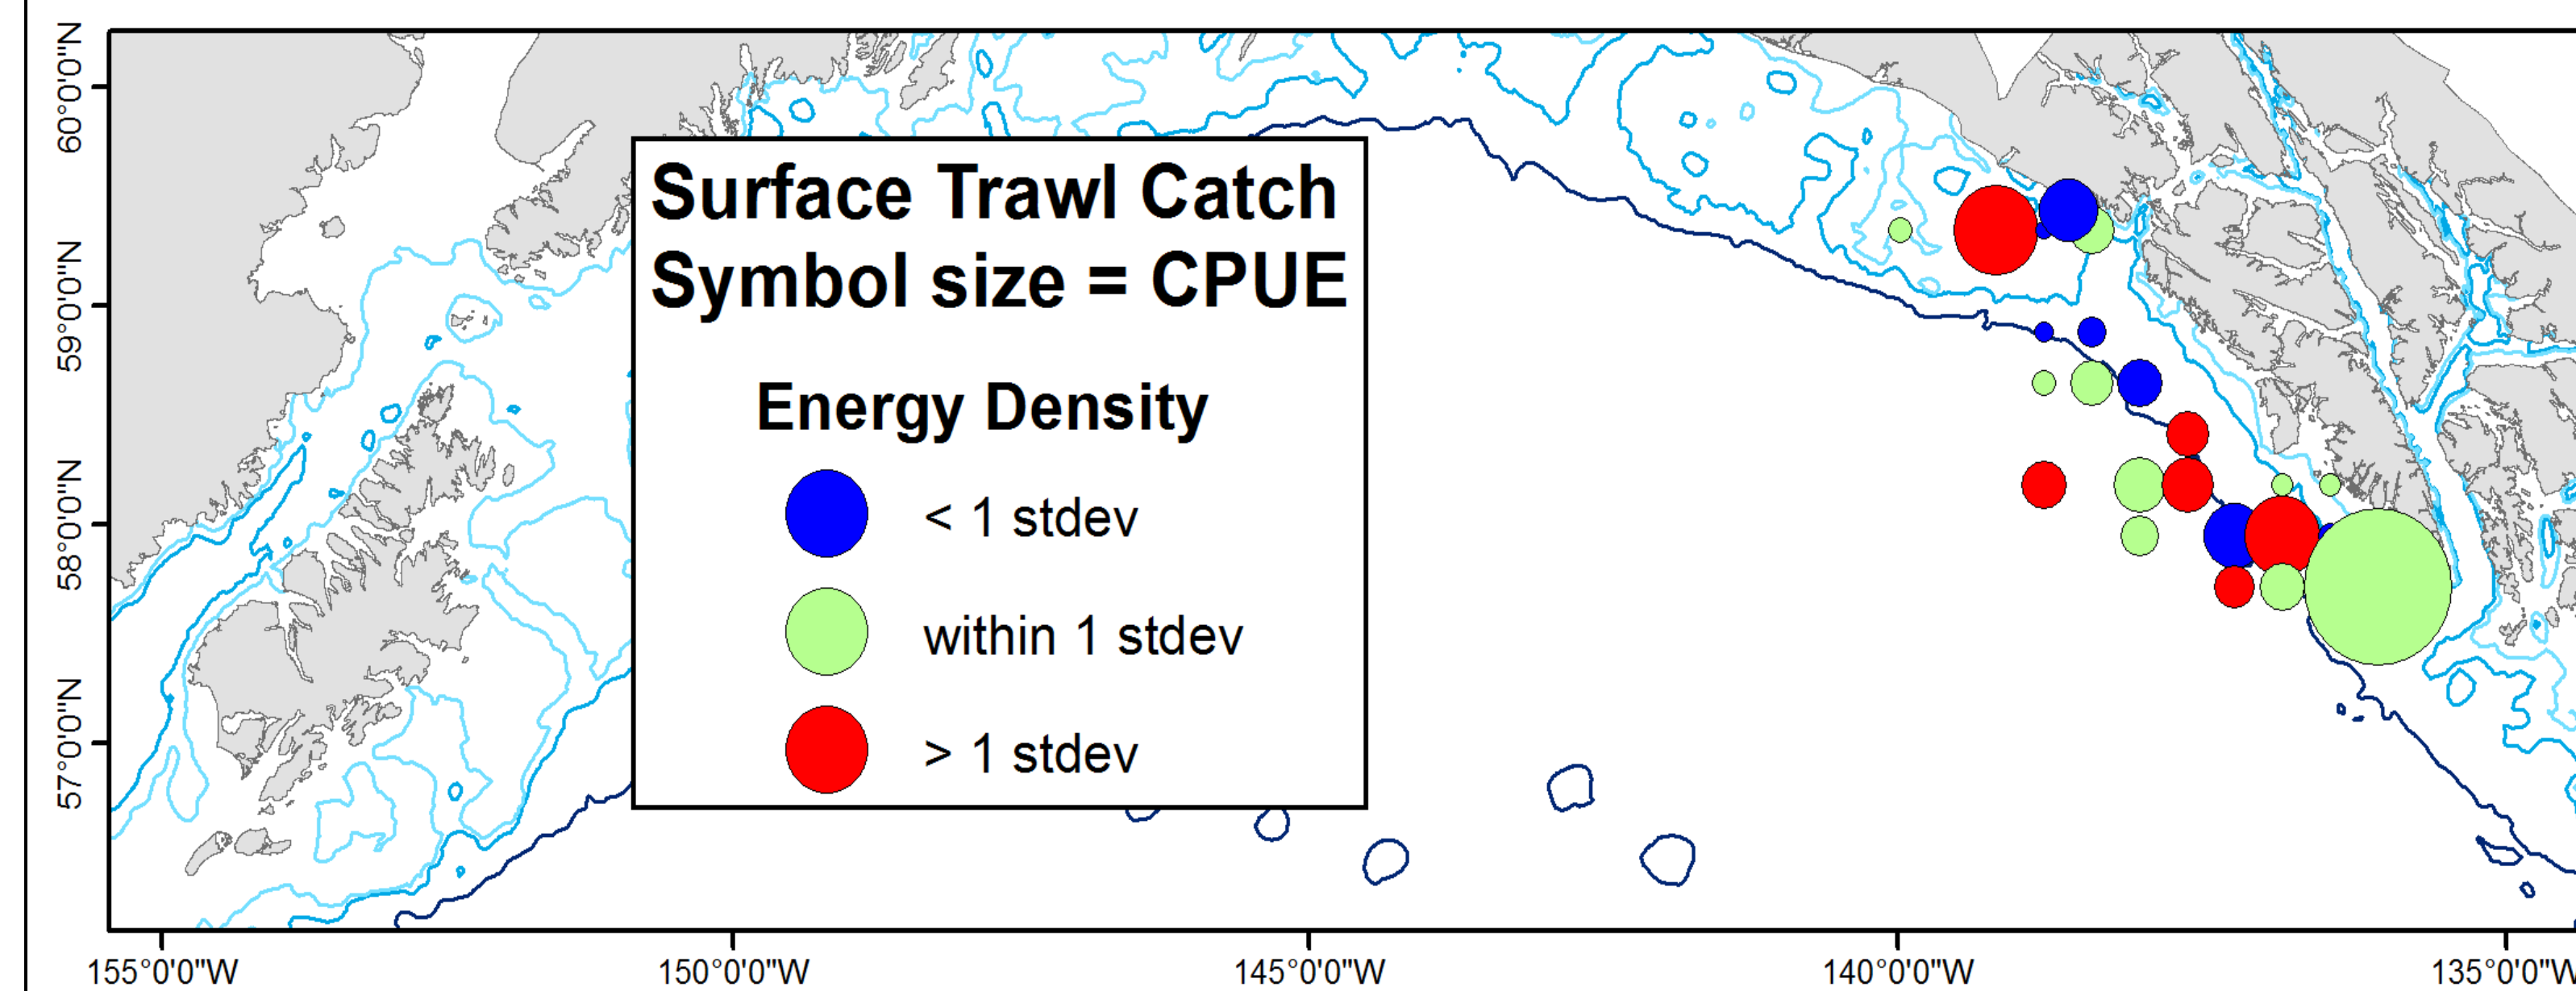 60°0'0"N
59°0'0"N
58°0'0"N
57°0'0"N
Surface Trawl Catch
Symbol size = CPUE
Energy Density
< 1 stdev
within 1 stdev
> 1 stdev
155°0'0"W
150°0'0"W
145°0'0"W
140°0'0"W
135°0'0"W